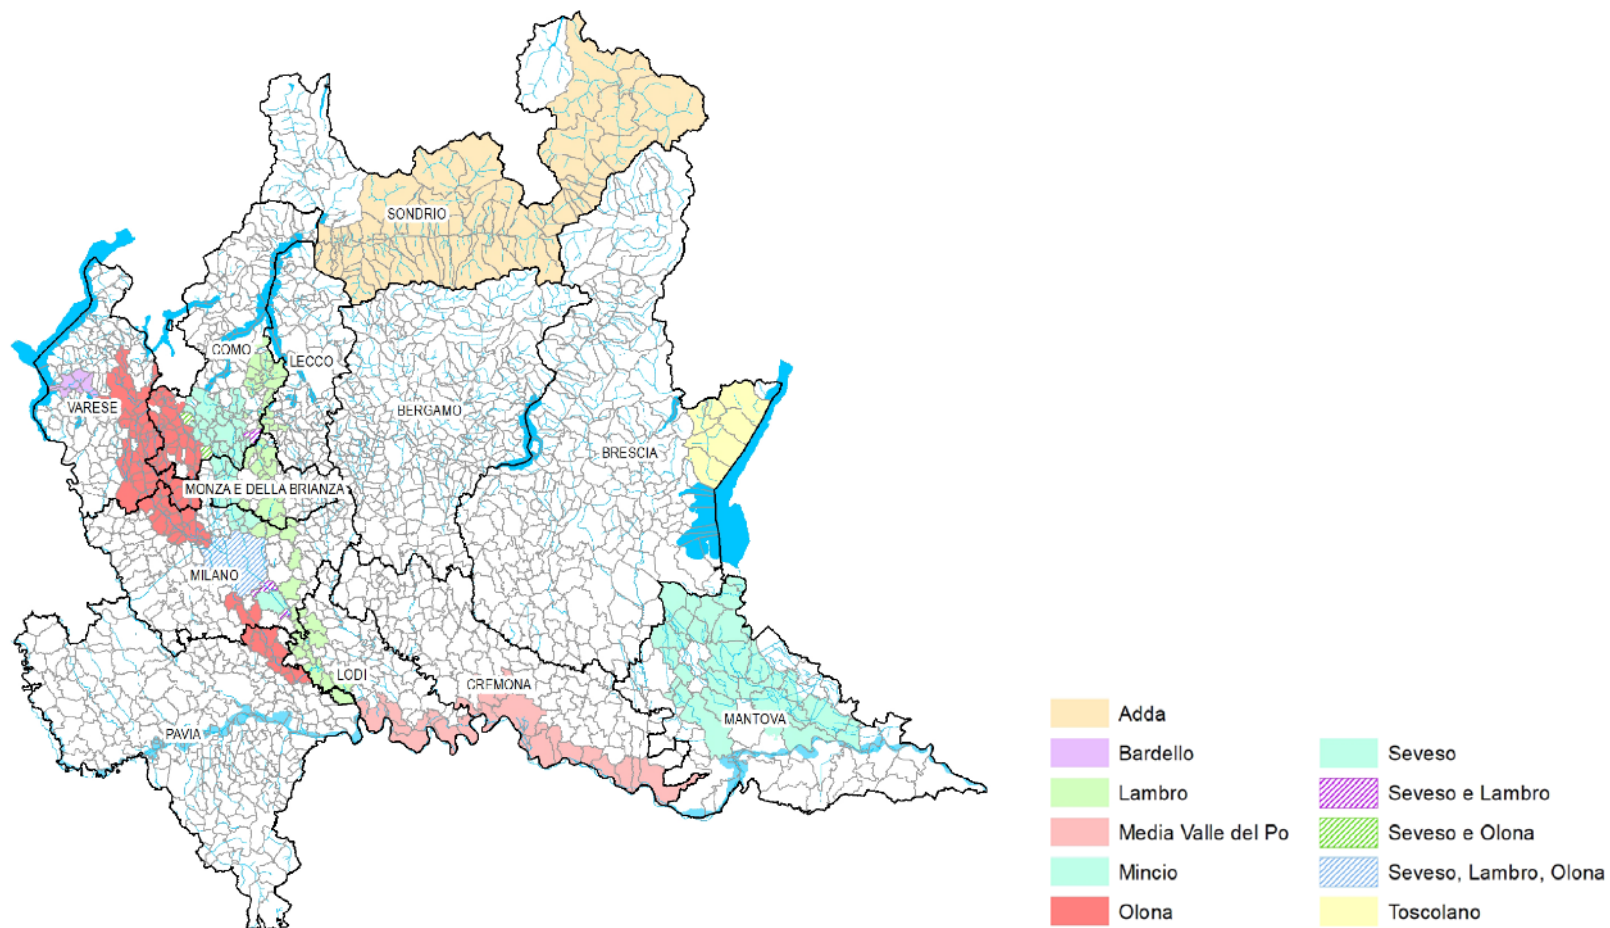 SONDRIO
COMO
LECCO
VARESE
BERGAMO
BRESCIA
MONZA E DELLA BRIANZA
MILANO
LODI
CREMONA
PAVIA
MANTOVA
Adda
Bardello
Lambro
Media Valle del Po
Mincio
Olona
Seveso
Seveso e Lambro
Seveso e Olona
Seveso, Lambro, Olona
Toscolano